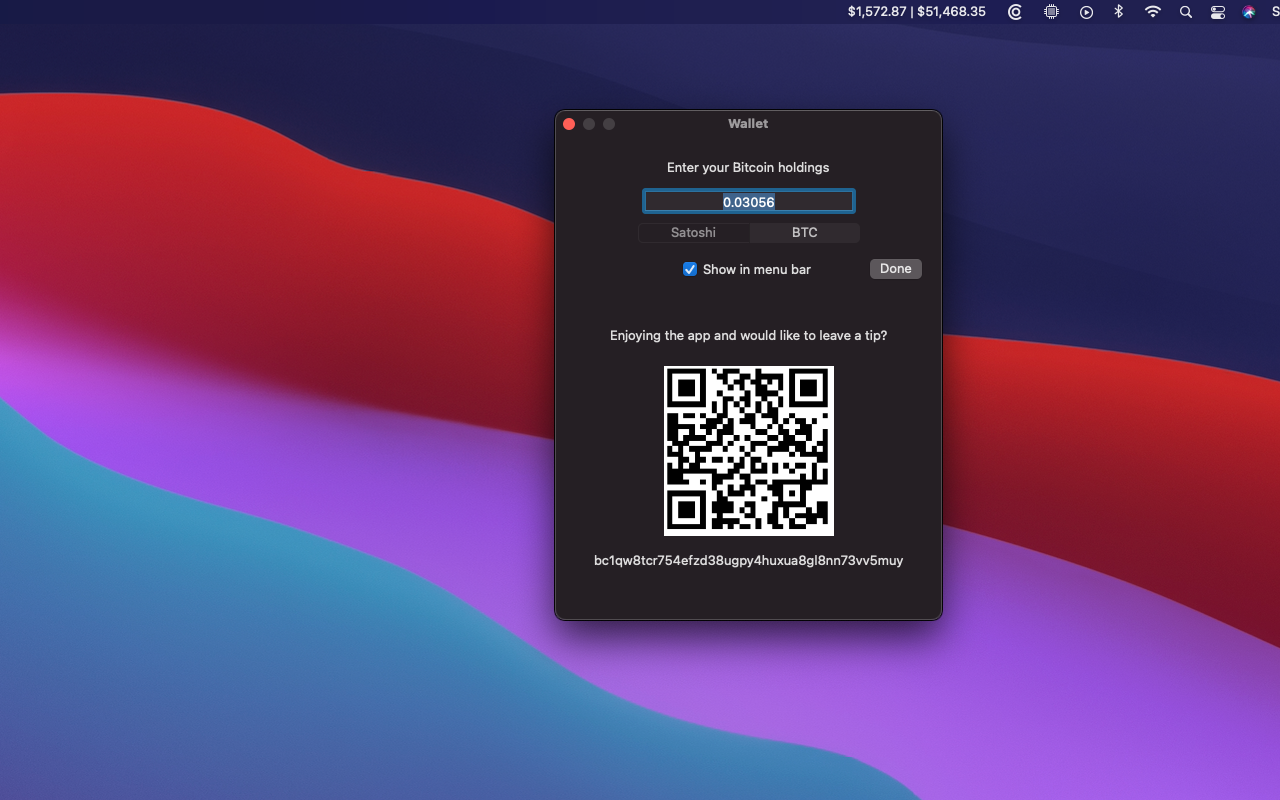 $1,572.87 | $51,468.35
Wallet
Enter your Bitcoin holdings
0.03056
Satoshi BTC
Show in menu bar Done
Enjoying the app and would like to leave a tip?
bc1qw8tcr754efzd38ugpy4huxua8gl8nn73vv5muy